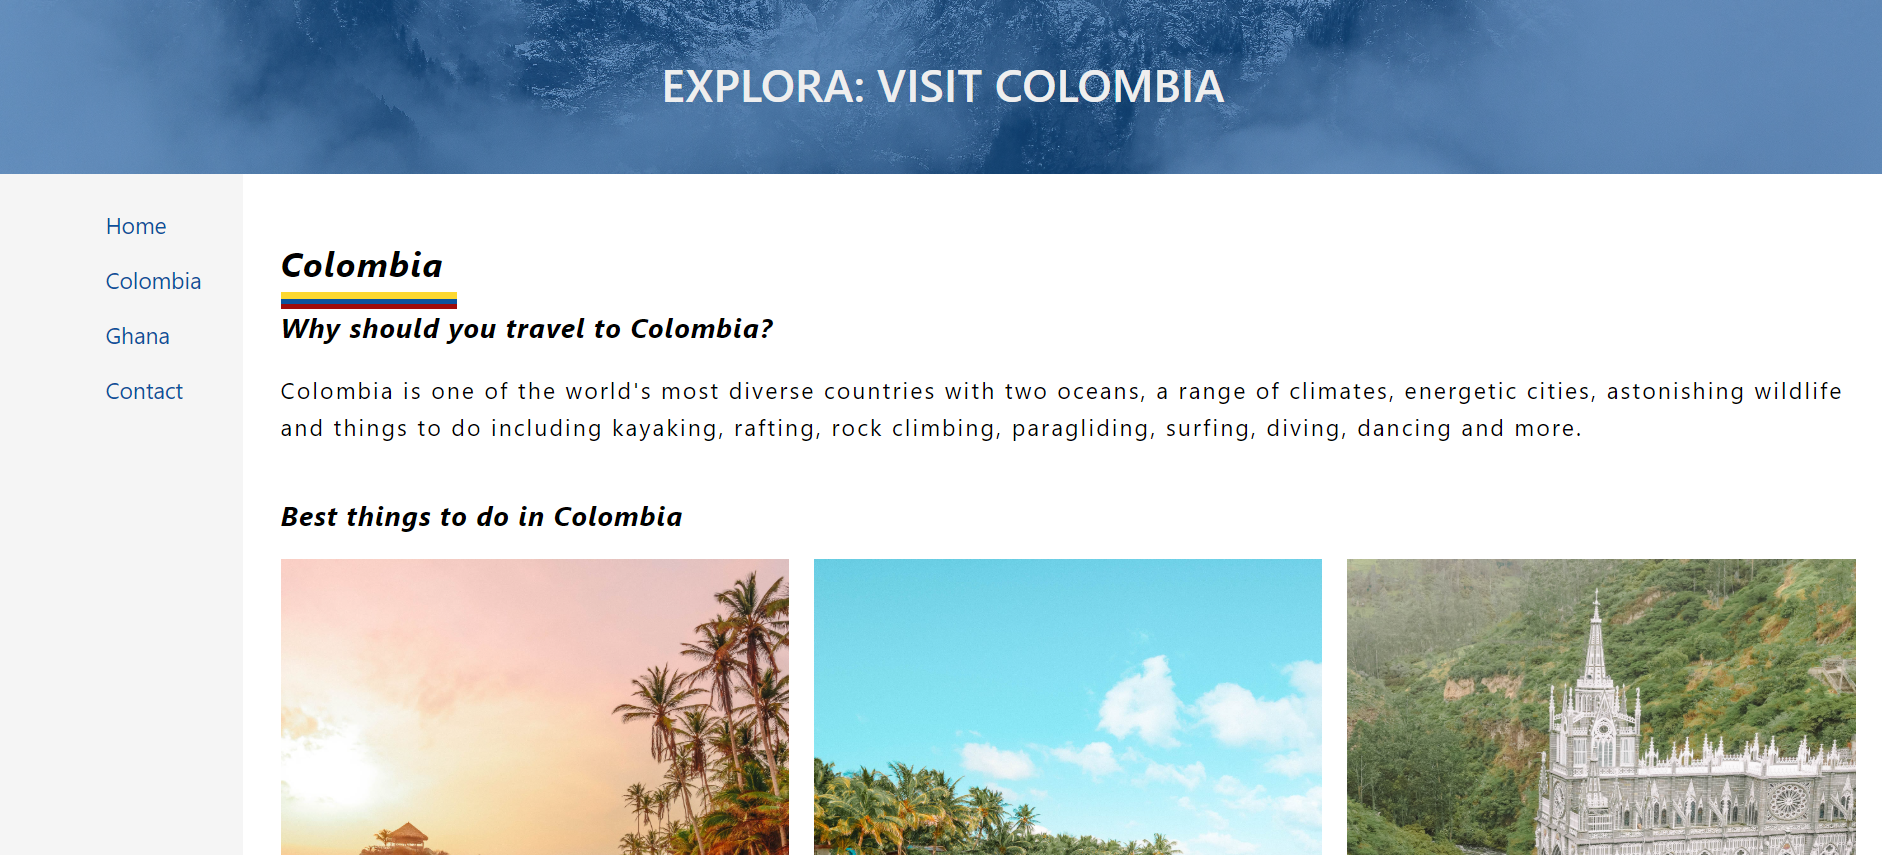 EXPLORA: VISIT COLOMBIA
Home
Colombia
Ghana
Contact
Colombia
Why should you travel to Colombia?
Colombia is one of the world's most diverse countries with two oceans, a range of climates, energetic cities, astonishing wildlife
and things to do including kayaking, rafting, rock climbing, paragliding, surfing, diving, dancing and more.
Best things to do in Colombia